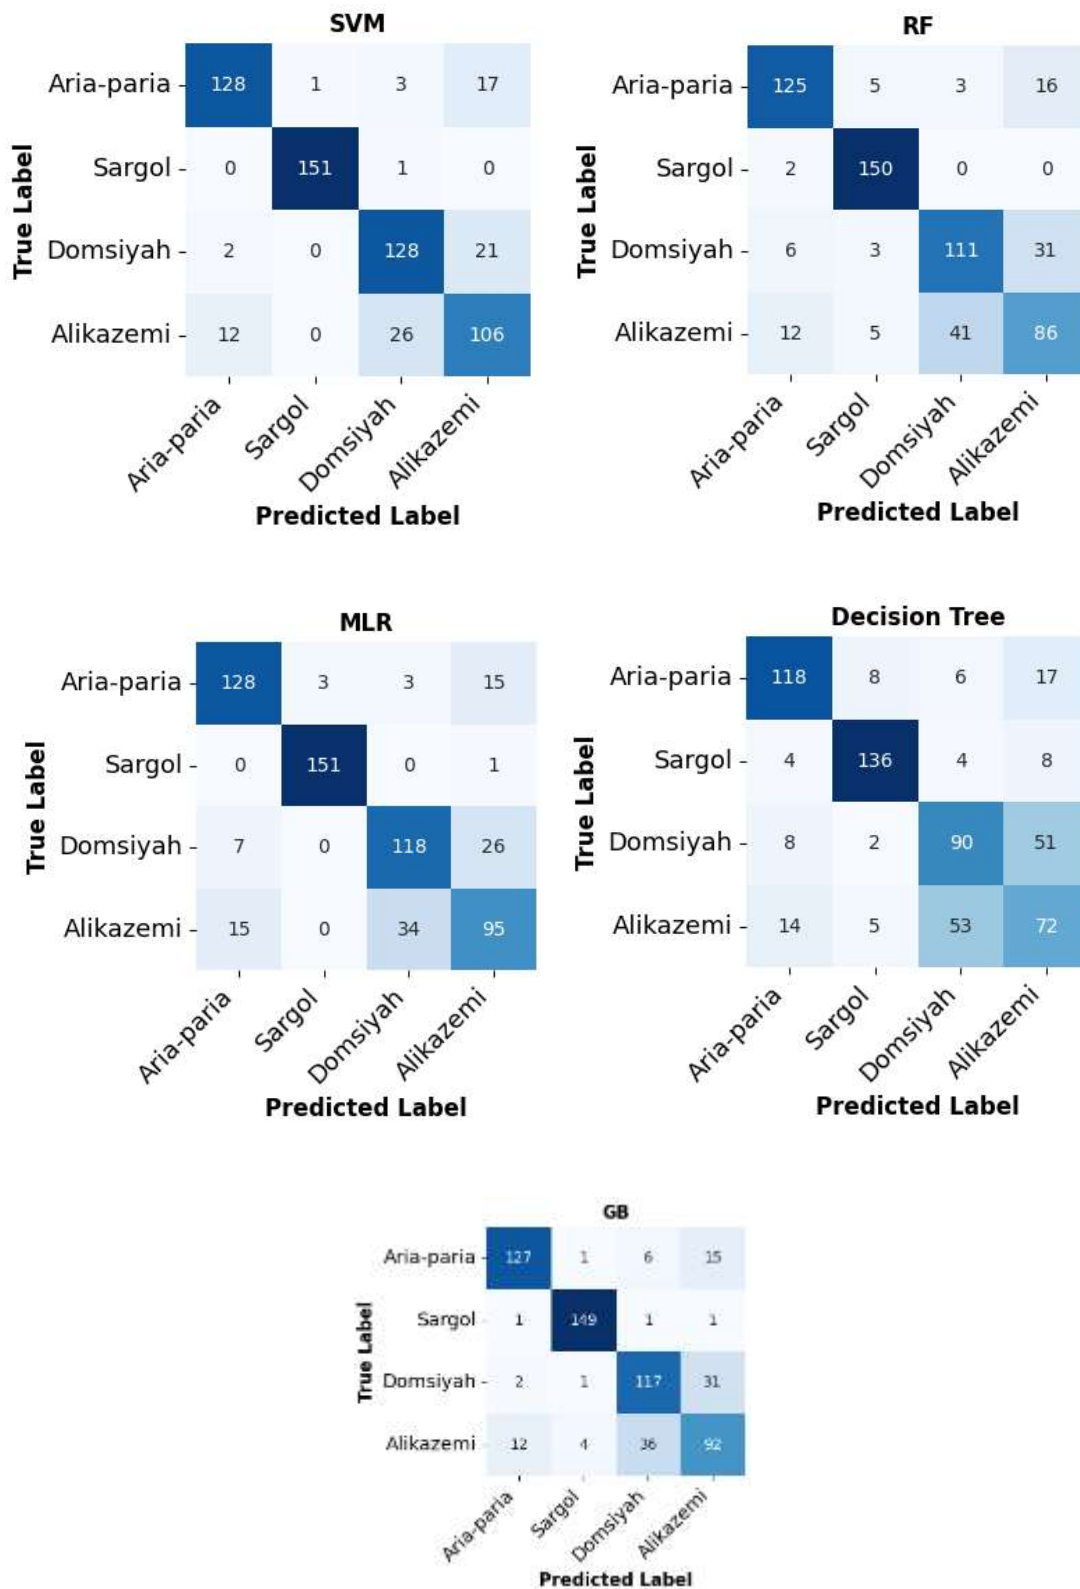 SVM
Aria-paria 128 1 3 17
Sargol 0 151 1 0
Domsiyah 2 0 128 21
Alikazemi 12 0 26 106
True Label
Aria-paria Sargol Domsiyah Alikazemi
Predicted Label
RF
Aria-paria 125 5 3 16
Sargol 2 150 0 0
Domsiyah 6 3 111 31
Alikazemi 12 5 41 86
True Label
Aria-paria Sargol Domsiyah Alikazemi
Predicted Label
MLR
Aria-paria 128 3 3 15
Sargol 0 151 0 1
Domsiyah 7 0 118 26
Alikazemi 15 0 34 95
True Label
Aria-paria Sargol Domsiyah Alikazemi
Predicted Label
Decision Tree
Aria-paria 118 8 6 17
Sargol 4 136 4 8
Domsiyah 8 2 90 51
Alikazemi 14 5 53 72
True Label
Aria-paria Sargol Domsiyah Alikazemi
Predicted Label
GB
Aria-paria 127 1 6 15
Sargol 1 149 1 1
Domsiyah 2 1 117 31
Alikazemi 12 4 36 92
True Label
Aria-paria Sargol Domsiyah Alikazemi
Predicted Label